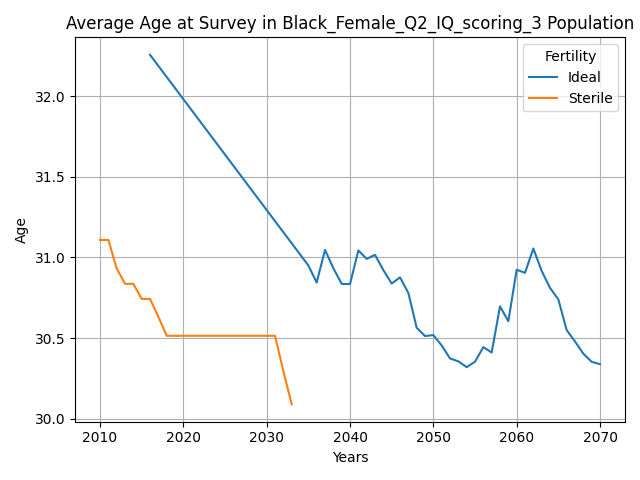 Average Age at Survey in Black_Female_Q2_IQ_scoring_3 Population
Fertility
Ideal
Sterile
32.0
31.5
31.0
30.5
30.0
Age
2010 2020 2030 2040 2050 2060 2070
Years